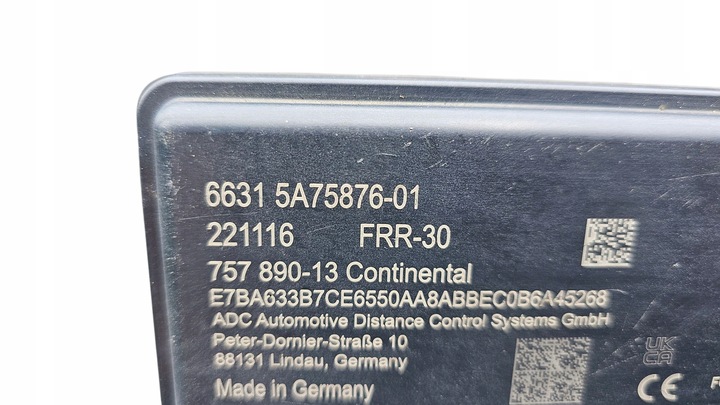 6631 5A75876-01
221116 FRR-30
757 890-13 Continental
E7BA633B7CE6550AA8ABBEC0B6A45268
ADC Automotive Distance Control Systems GmbH
Peter-Dornier-Straße 10
88131 Lindau, Germany
UK
CA
Made in Germany
CE